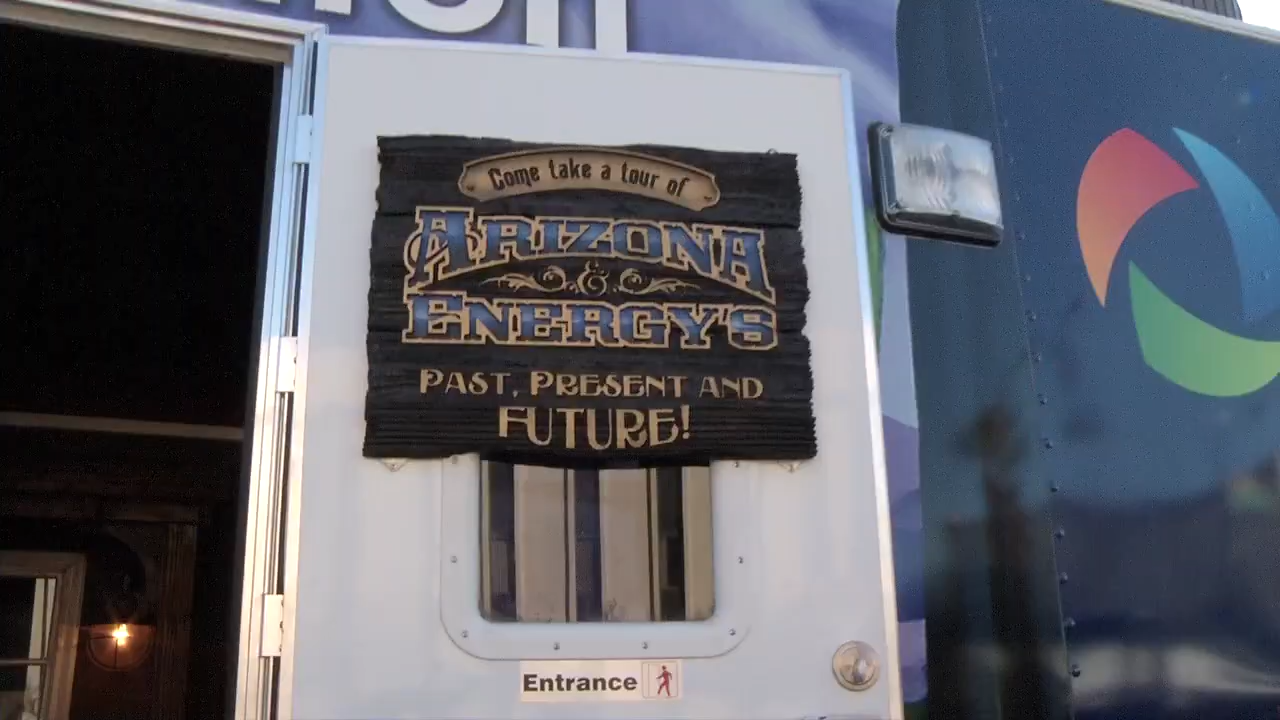 Come take a tour of
ARIZONA
&
ENERGY'S
PAST, PRESENT AND
FUTURE!
Entrance